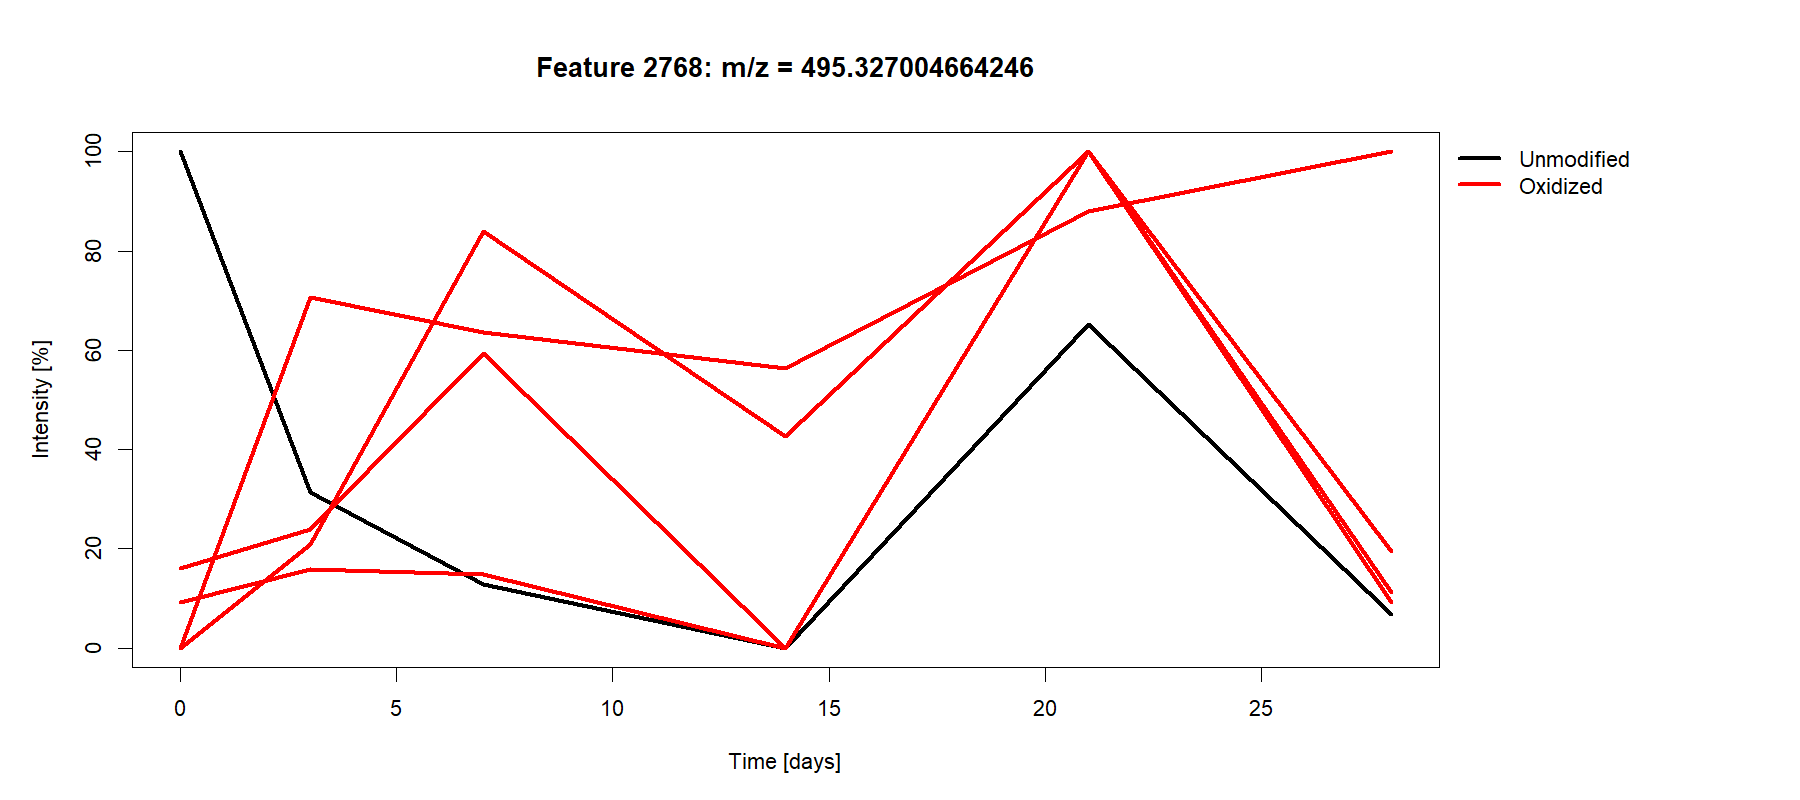 Feature 2768: m/z = 495.327004664246
Unmodified
Oxidized
Intensity [%]
100
80
60
40
20
0
0 5 10 15 20 25
Time [days]